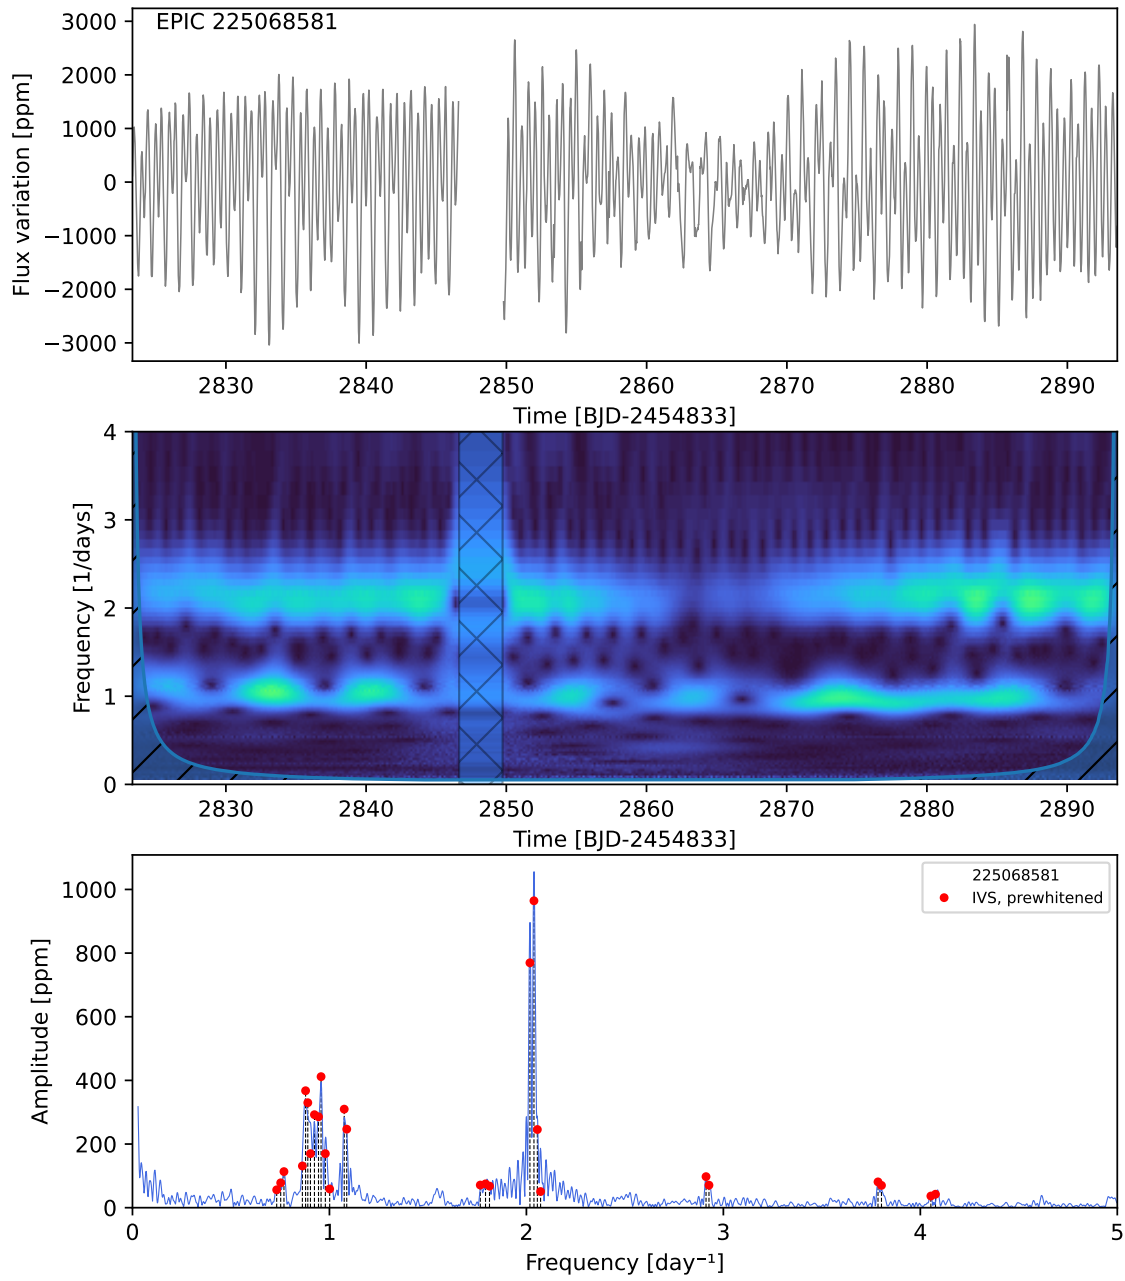 EPIC 225068581
Flux variation [ppm]
3000
2000
1000
0
−1000
−2000
−3000
2830 2840 2850 2860 2870 2880 2890
Time [BJD-2454833]
Frequency [1/days]
4
3
2
1
0
2830 2840 2850 2860 2870 2880 2890
Time [BJD-2454833]
225068581
IVS, prewhitened
Amplitude [ppm]
1000
800
600
400
200
0
0 1 2 3 4 5
Frequency [day⁻¹]